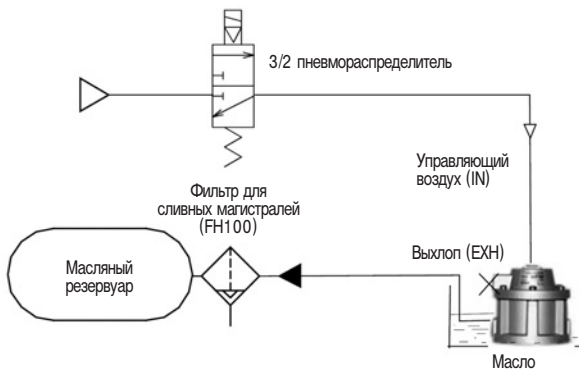 3/2 пневмораспределитель
Управляющий
воздух (IN)
Фильтр для
сливных магистралей
(FH100)
Масляный
резервуар
Выхлоп (EXH)
Масло